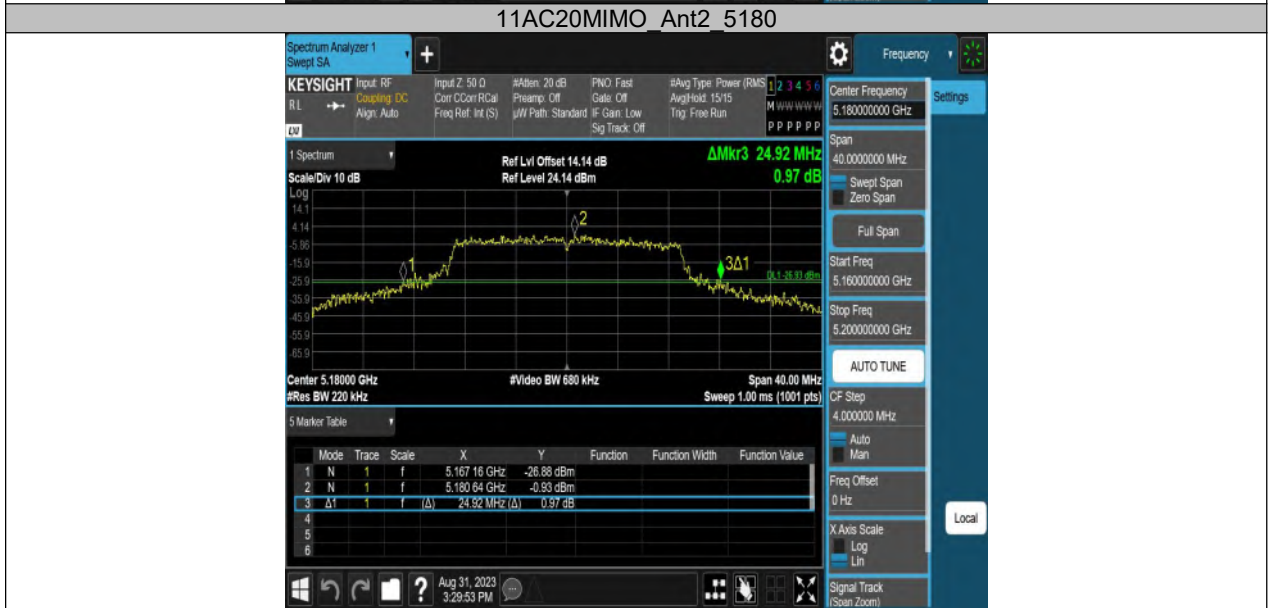 11AC20MIMO_Ant2_5180
Spectrum Analyzer 1
Swept SA
+
Frequency
KEYSIGHT
RL
LXI
Input: RF
Coupling: DC
Align: Auto
Input Z: 50 Ω
Corr CCorr RCal
Freq Ref: Int (S)
#Atten: 20 dB
Preamp: Off
µW Path: Standard
PNO: Fast
Gate: Off
IF Gain: Low
Sig Track: Off
#Avg Type: Power (RMS
Avg|Hold: 15/15
Trig: Free Run
1 2 3 4 5 6
M W W W W W
P P P P P P
Center Frequency
5.180000000 GHz
Settings
Span
40.0000000 MHz
Swept Span
Zero Span
Full Span
Start Freq
5.160000000 GHz
Stop Freq
5.200000000 GHz
AUTO TUNE
CF Step
4.000000 MHz
Auto
Man
Freq Offset
0 Hz
X Axis Scale
Log
Lin
Signal Track
(Span Zoom)
Local
1 Spectrum
Scale/Div 10 dB
Ref Lvl Offset 14.14 dB
Ref Level 24.14 dBm
ΔMkr3 24.92 MHz
0.97 dB
Log
14.1
4.14
-5.86
-15.9
-25.9
-35.9
-45.9
-55.9
-65.9
1
2
3Δ1
DL1 -26.93 dBm
Center 5.18000 GHz
#Video BW 680 kHz
Span 40.00 MHz
#Res BW 220 kHz
Sweep 1.00 ms (1001 pts)
5 Marker Table
Mode Trace Scale X Y Function Function Width Function Value
1 N 1 f 5.167 16 GHz -26.88 dBm
2 N 1 f 5.180 64 GHz -0.93 dBm
3 Δ1 1 f (Δ) 24.92 MHz (Δ) 0.97 dB
4
5
6
?
Aug 31, 2023
3:29:53 PM